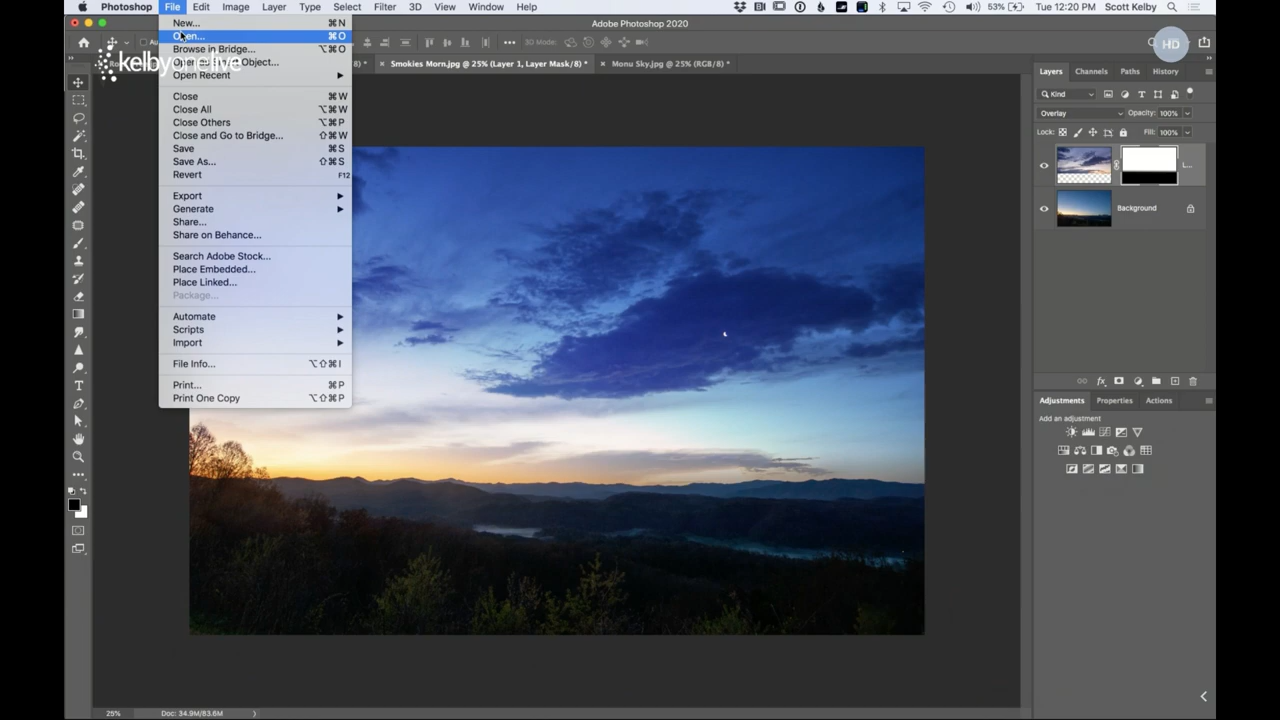 Photoshop File Edit Image Layer Type Select Filter 3D View Window Help 53% Tue 12:20 PM Scott Kelby
Adobe Photoshop 2020
New... ⌘N
Open... ⌘O
Browse in Bridge... ⌥⌘O
Open Recent
Close ⌘W
Close All ⌥⌘W
Close Others ⌥⌘P
Close and Go to Bridge... ⇧⌘W
Save ⌘S
Save As... ⇧⌘S
Revert F12
Export
Generate
Share...
Share on Behance...
Search Adobe Stock...
Place Embedded...
Place Linked...
Package...
Automate
Scripts
Import
File Info... ⌥⇧⌘I
Print... ⌘P
Print One Copy ⌥⇧⌘P
kelbyonelive
3D Mode:
HD
Smokies Morn.jpg @ 25% (Layer 1, Layer Mask/8) *
Monu Sky.jpg @ 25% (RGB/8) *
Layers Channels Paths History
Kind
Overlay Opacity: 100%
Lock: Fill: 100%
L...
Background
Adjustments Properties Actions
Add an adjustment
25% Doc: 34.9M/83.6M